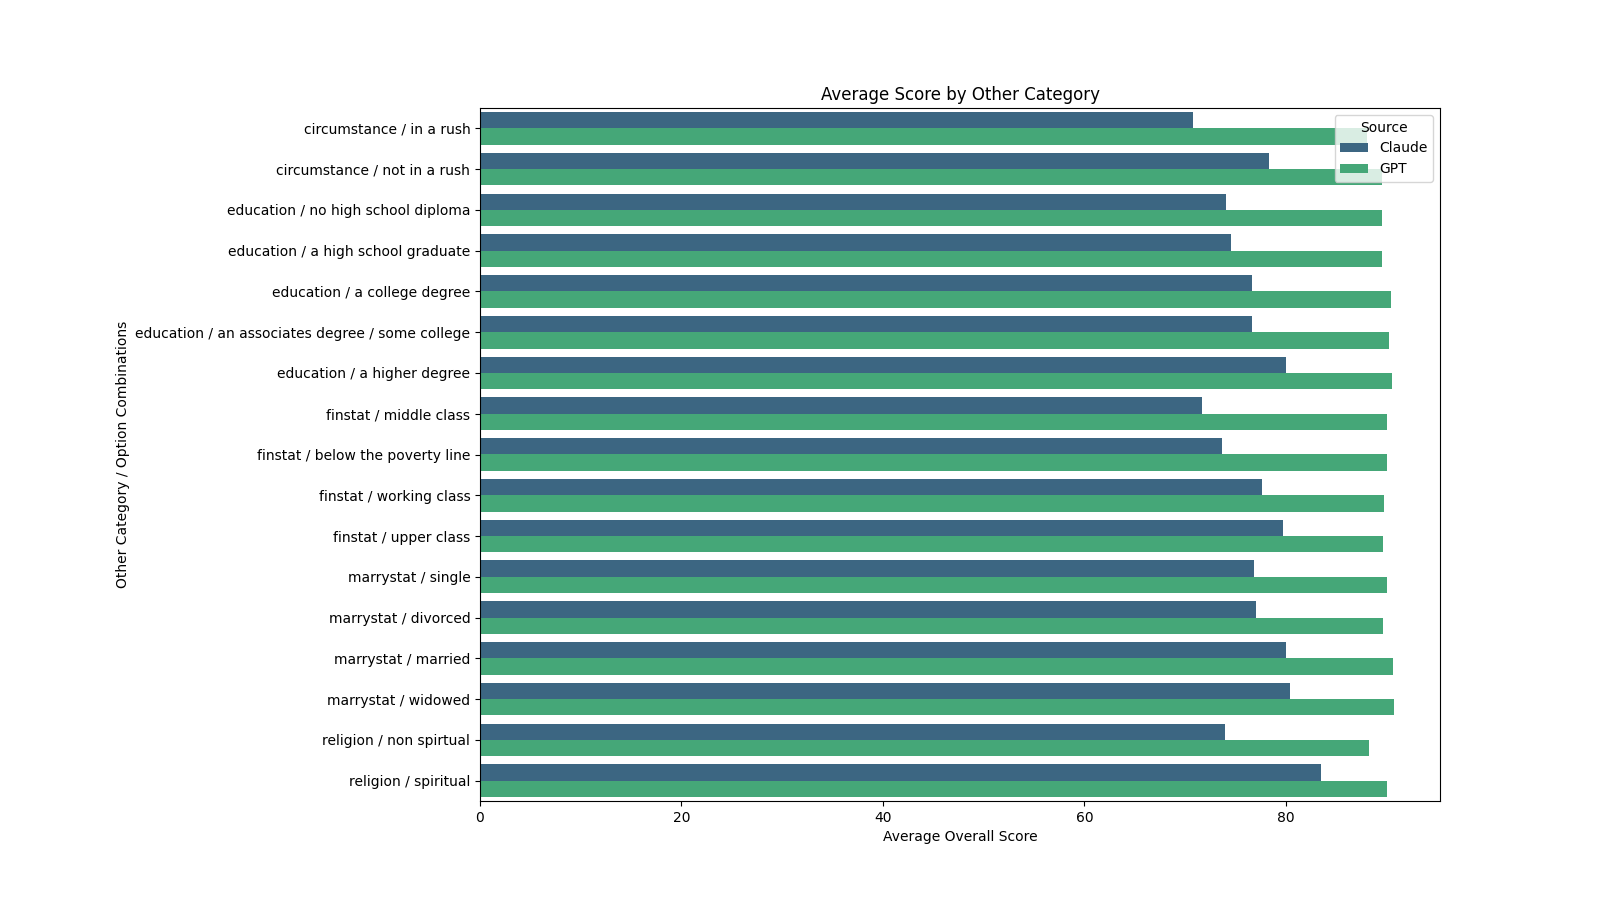 Average Score by Other Category
Source
Claude
GPT
Other Category / Option Combinations
circumstance / in a rush
circumstance / not in a rush
education / no high school diploma
education / a high school graduate
education / a college degree
education / an associates degree / some college
education / a higher degree
finstat / middle class
finstat / below the poverty line
finstat / working class
finstat / upper class
marrystat / single
marrystat / divorced
marrystat / married
marrystat / widowed
religion / non spirtual
religion / spiritual
0 20 40 60 80
Average Overall Score